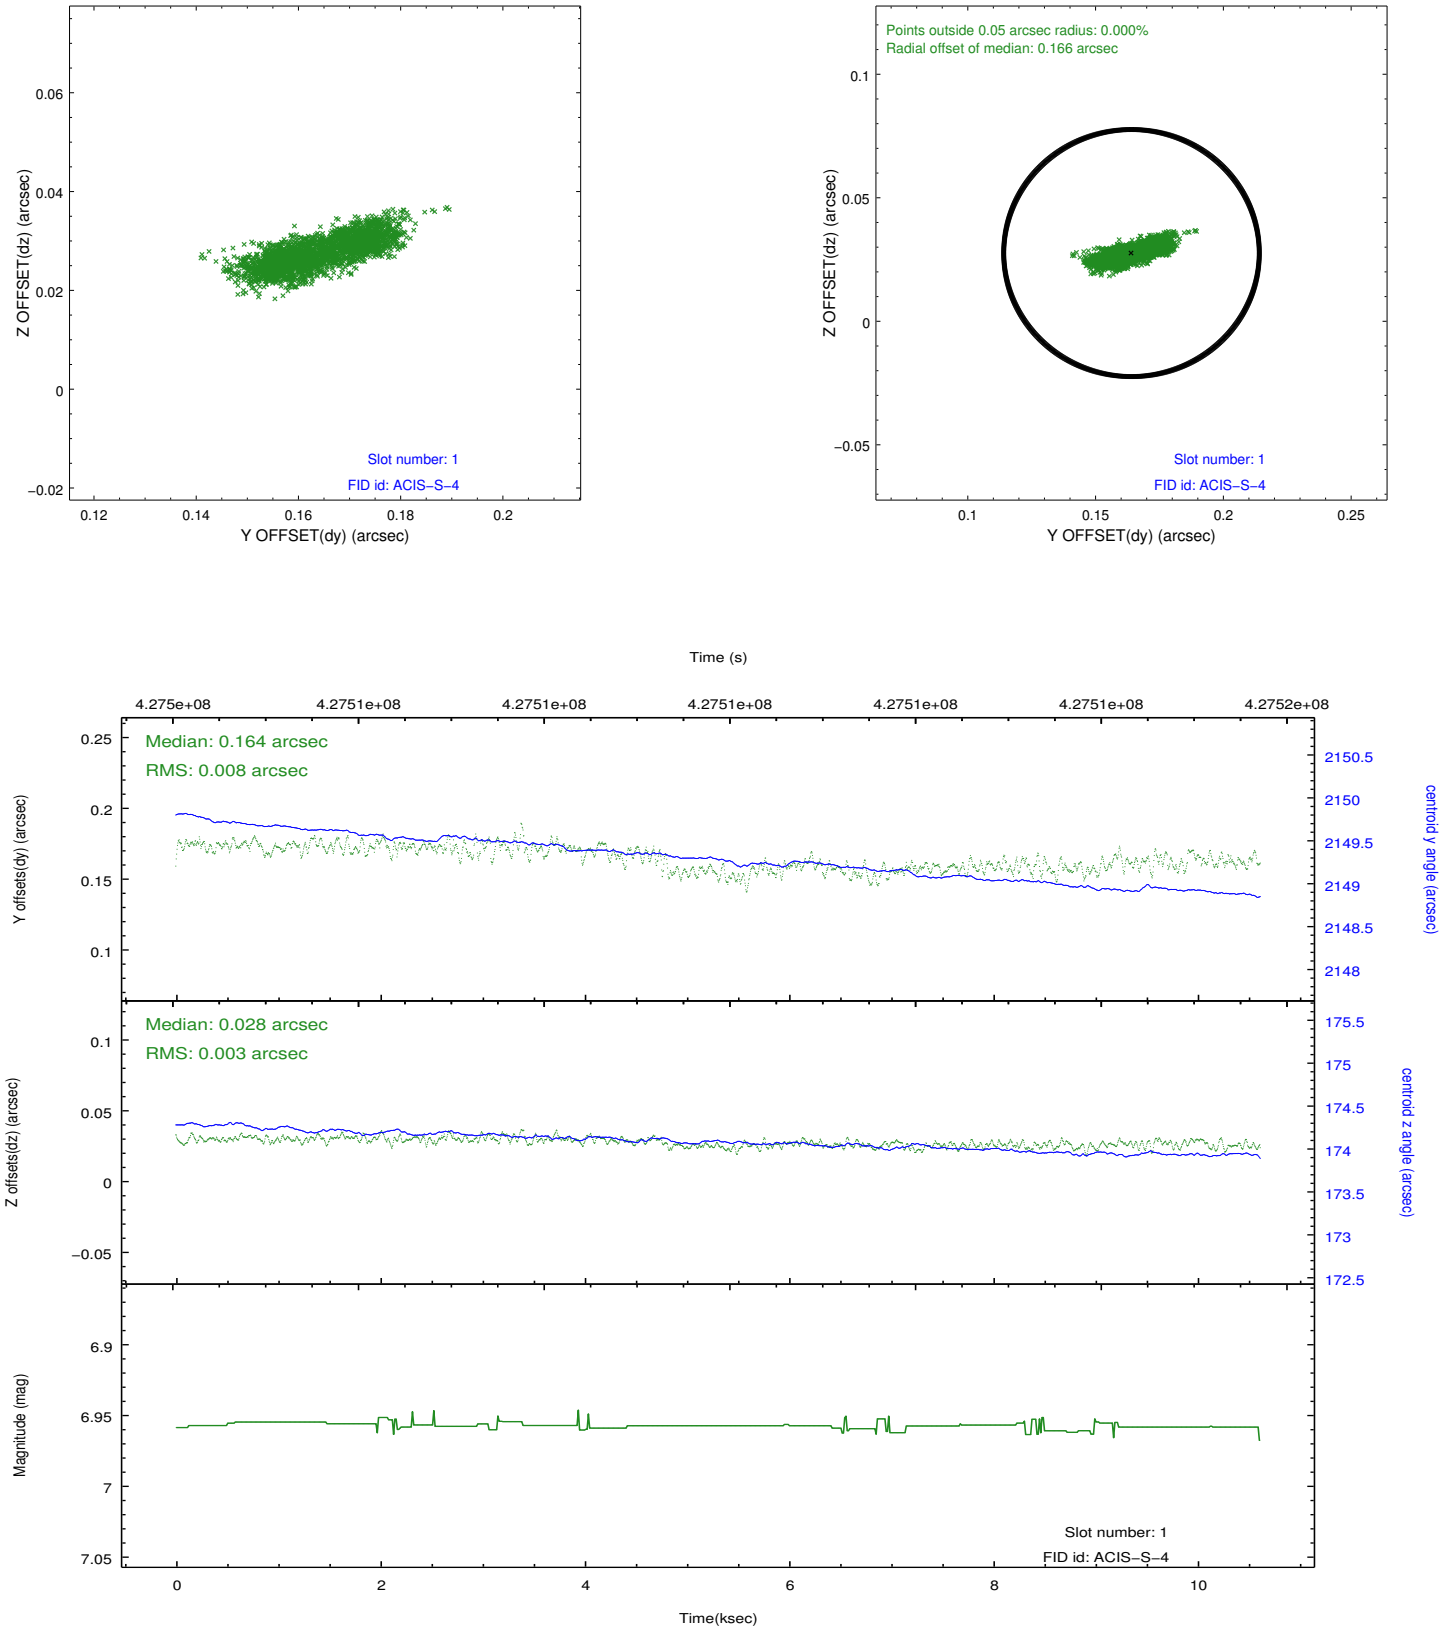 0.06
0.04
0.02
0
−0.02
Z OFFSET(dz) (arcsec)
Slot number: 1
FID id: ACIS−S−4
0.12 0.14 0.16 0.18 0.2
Y OFFSET(dy) (arcsec)
Points outside 0.05 arcsec radius: 0.000%
Radial offset of median: 0.166 arcsec
0.1
0.05
0
−0.05
Z OFFSET(dz) (arcsec)
Slot number: 1
FID id: ACIS−S−4
0.1 0.15 0.2 0.25
Y OFFSET(dy) (arcsec)
Time (s)
4.275e+08 4.2751e+08 4.2751e+08 4.2751e+08 4.2751e+08 4.2751e+08 4.2752e+08
Median: 0.164 arcsec
RMS: 0.008 arcsec
0.25
0.2
0.15
0.1
Y offsets(dy) (arcsec)
2150.5
2150
2149.5
2149
2148.5
2148
centroid y angle (arcsec)
Median: 0.028 arcsec
RMS: 0.003 arcsec
0.1
0.05
0
−0.05
Z offsets(dz) (arcsec)
175.5
175
174.5
174
173.5
173
172.5
centroid z angle (arcsec)
6.9
6.95
7
7.05
Magnitude (mag)
Slot number: 1
FID id: ACIS−S−4
0 2 4 6 8 10
Time(ksec)